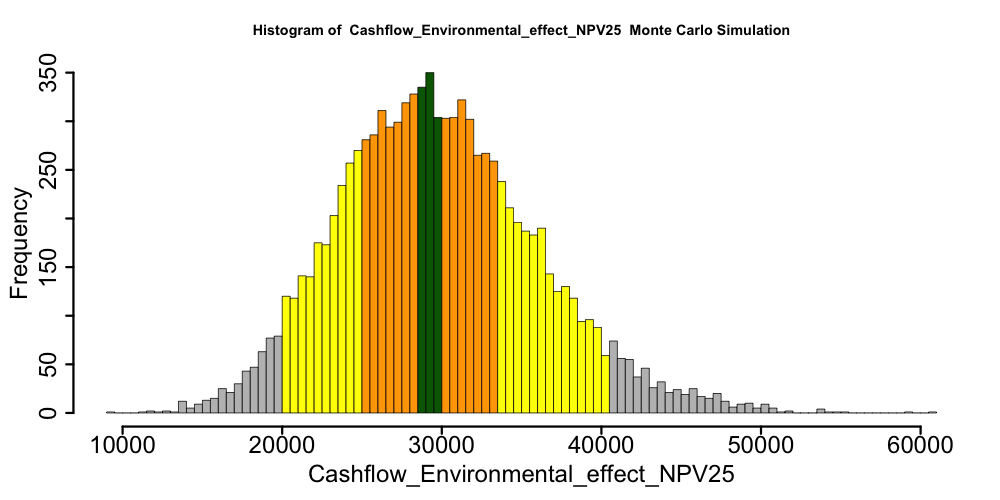 Histogram of  Cashflow_Environmental_effect_NPV25  Monte Carlo Simulation
350
250
150
50
0
Frequency
10000 20000 30000 40000 50000 60000
Cashflow_Environmental_effect_NPV25